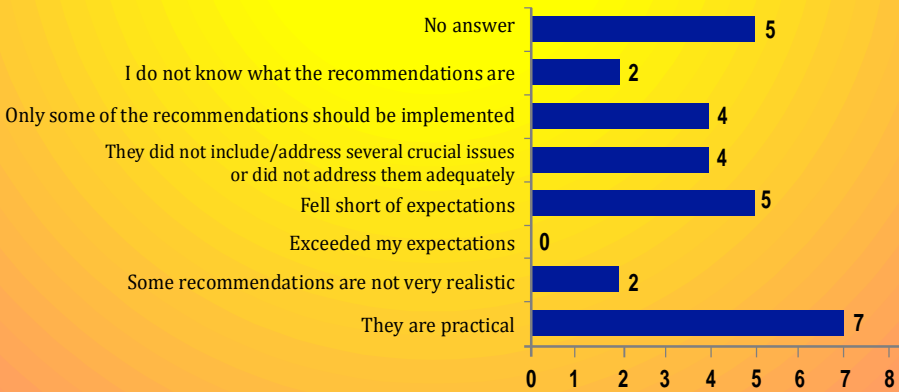 No answer
5
I do not know what the recommendations are
2
Only some of the recommendations should be implemented
4
They did not include/address several crucial issues
or did not address them adequately
4
Fell short of expectations
5
Exceeded my expectations
0
Some recommendations are not very realistic
2
They are practical
7
0 1 2 3 4 5 6 7 8